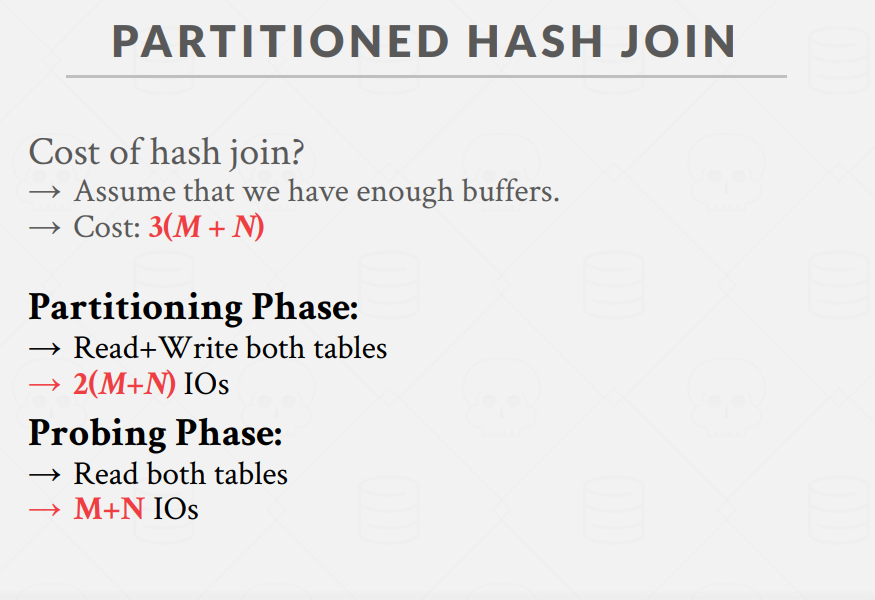 PARTITIONED HASH JOIN
Cost of hash join?
→ Assume that we have enough buffers.
→ Cost: 3(M + N)
Partitioning Phase:
→ Read+Write both tables
→ 2(M+N) IOs
Probing Phase:
→ Read both tables
→ M+N IOs